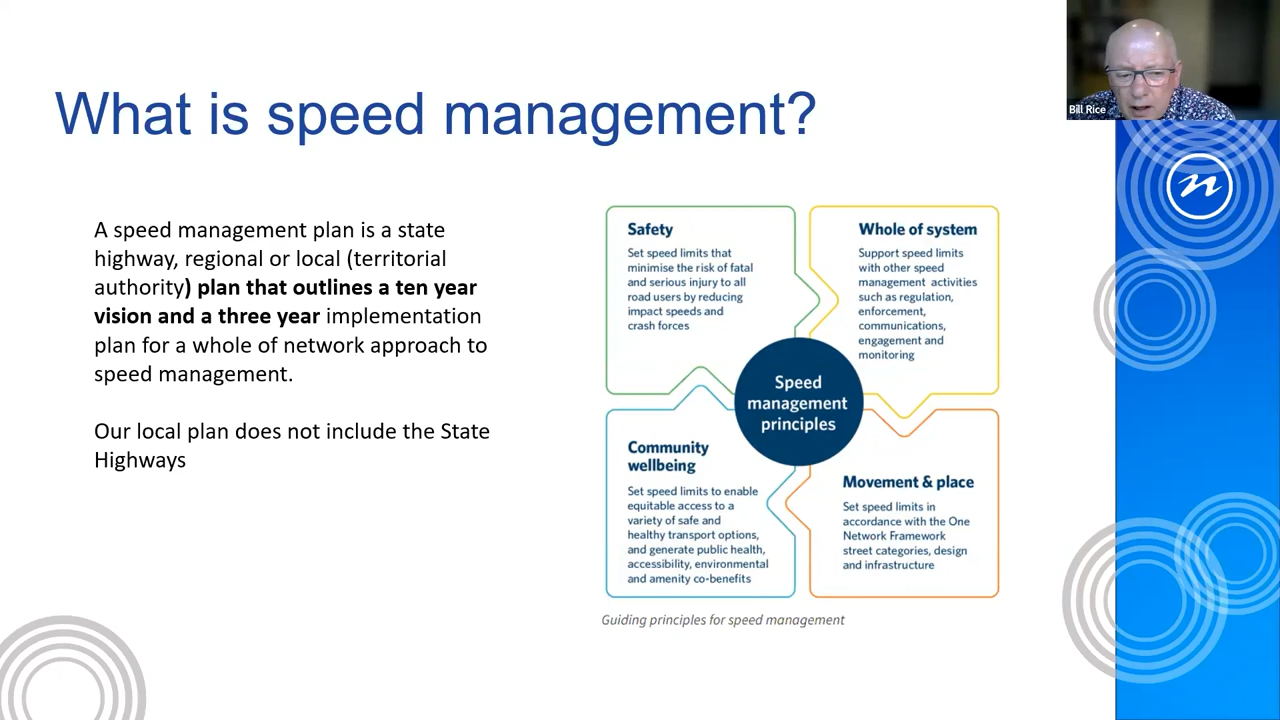 What is speed management?
A speed management plan is a state
highway, regional or local (territorial
authority) plan that outlines a ten year
vision and a three year implementation
plan for a whole of network approach to
speed management.
Our local plan does not include the State
Highways
Safety
Set speed limits that
minimise the risk of fatal
and serious injury to all
road users by reducing
impact speeds and
crash forces
Whole of system
Support speed limits
with other speed
management activities
such as regulation,
enforcement,
communications,
engagement and
monitoring
Speed
management
principles
Community
wellbeing
Set speed limits to enable
equitable access to a
variety of safe and
healthy transport options,
and generate public health,
accessibility, environmental
and amenity co-benefits
Movement & place
Set speed limits in
accordance with the One
Network Framework
street categories, design
and infrastructure
Guiding principles for speed management
Bill Rice
n